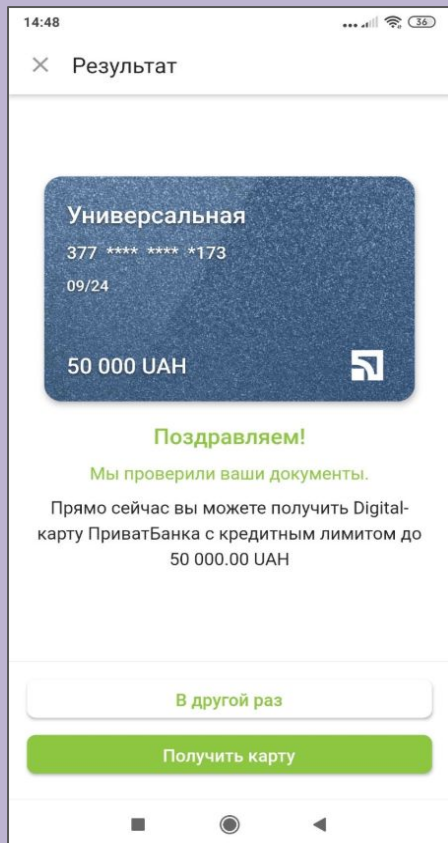 14:48
36
Результат
Универсальная
377 **** **** *173
09/24
50 000 UAH
Поздравляем!
Мы проверили ваши документы.
Прямо сейчас вы можете получить Digital-
карту ПриватБанка с кредитным лимитом до
50 000.00 UAH
В другой раз
Получить карту